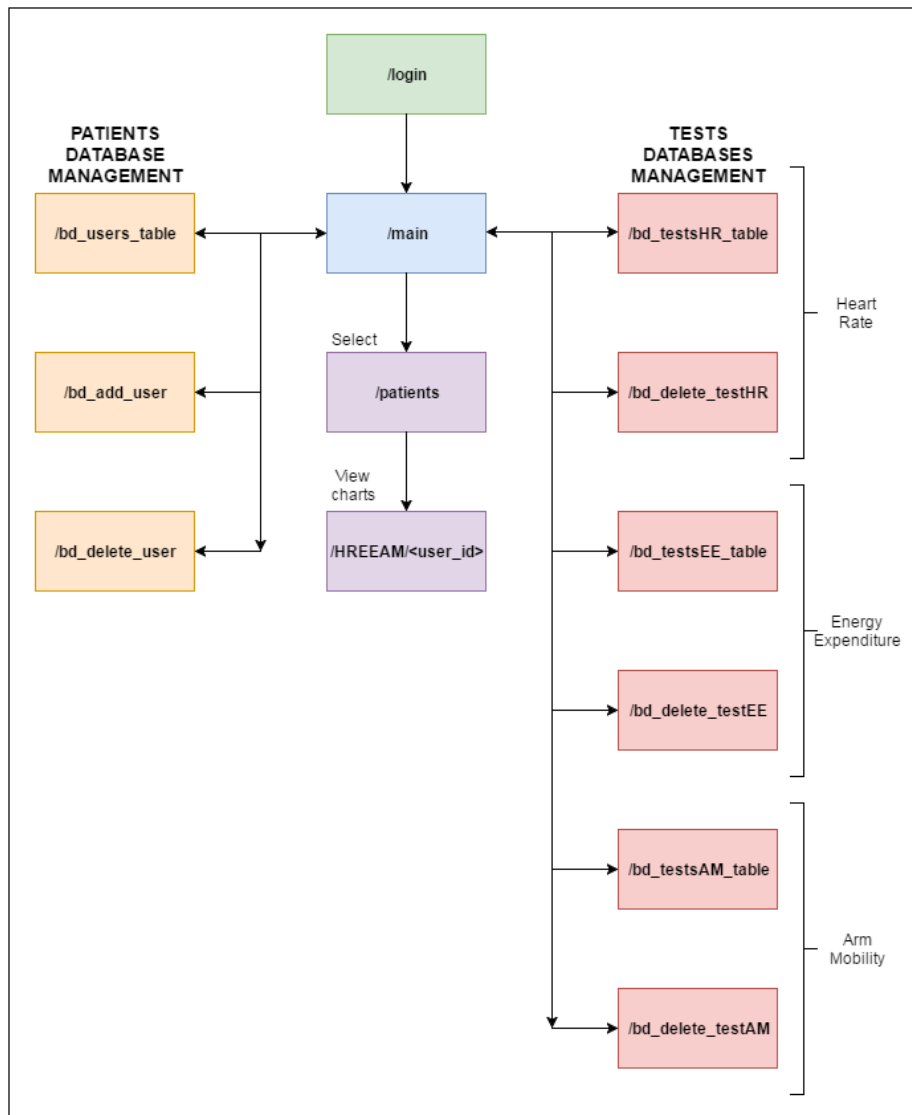 /login
PATIENTS
DATABASE
MANAGEMENT
TESTS
DATABASES
MANAGEMENT
/bd_users_table
/main
/bd_testsHR_table
Heart
Rate
Select
/bd_add_user
/patients
/bd_delete_testHR
View
charts
/bd_delete_user
/HREEAM/<user_id>
/bd_testsEE_table
Energy
Expenditure
/bd_delete_testEE
/bd_testsAM_table
Arm
Mobility
/bd_delete_testAM